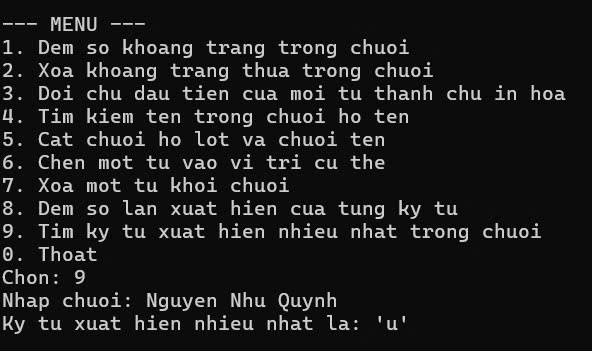 --- MENU ---
1. Dem so khoang trang trong chuoi
2. Xoa khoang trang thua trong chuoi
3. Doi chu dau tien cua moi tu thanh chu in hoa
4. Tim kiem ten trong chuoi ho ten
5. Cat chuoi ho lot va chuoi ten
6. Chen mot tu vao vi tri cu the
7. Xoa mot tu khoi chuoi
8. Dem so lan xuat hien cua tung ky tu
9. Tim ky tu xuat hien nhieu nhat trong chuoi
0. Thoat
Chon: 9
Nhap chuoi: Nguyen Nhu Quynh
Ky tu xuat hien nhieu nhat la: 'u'